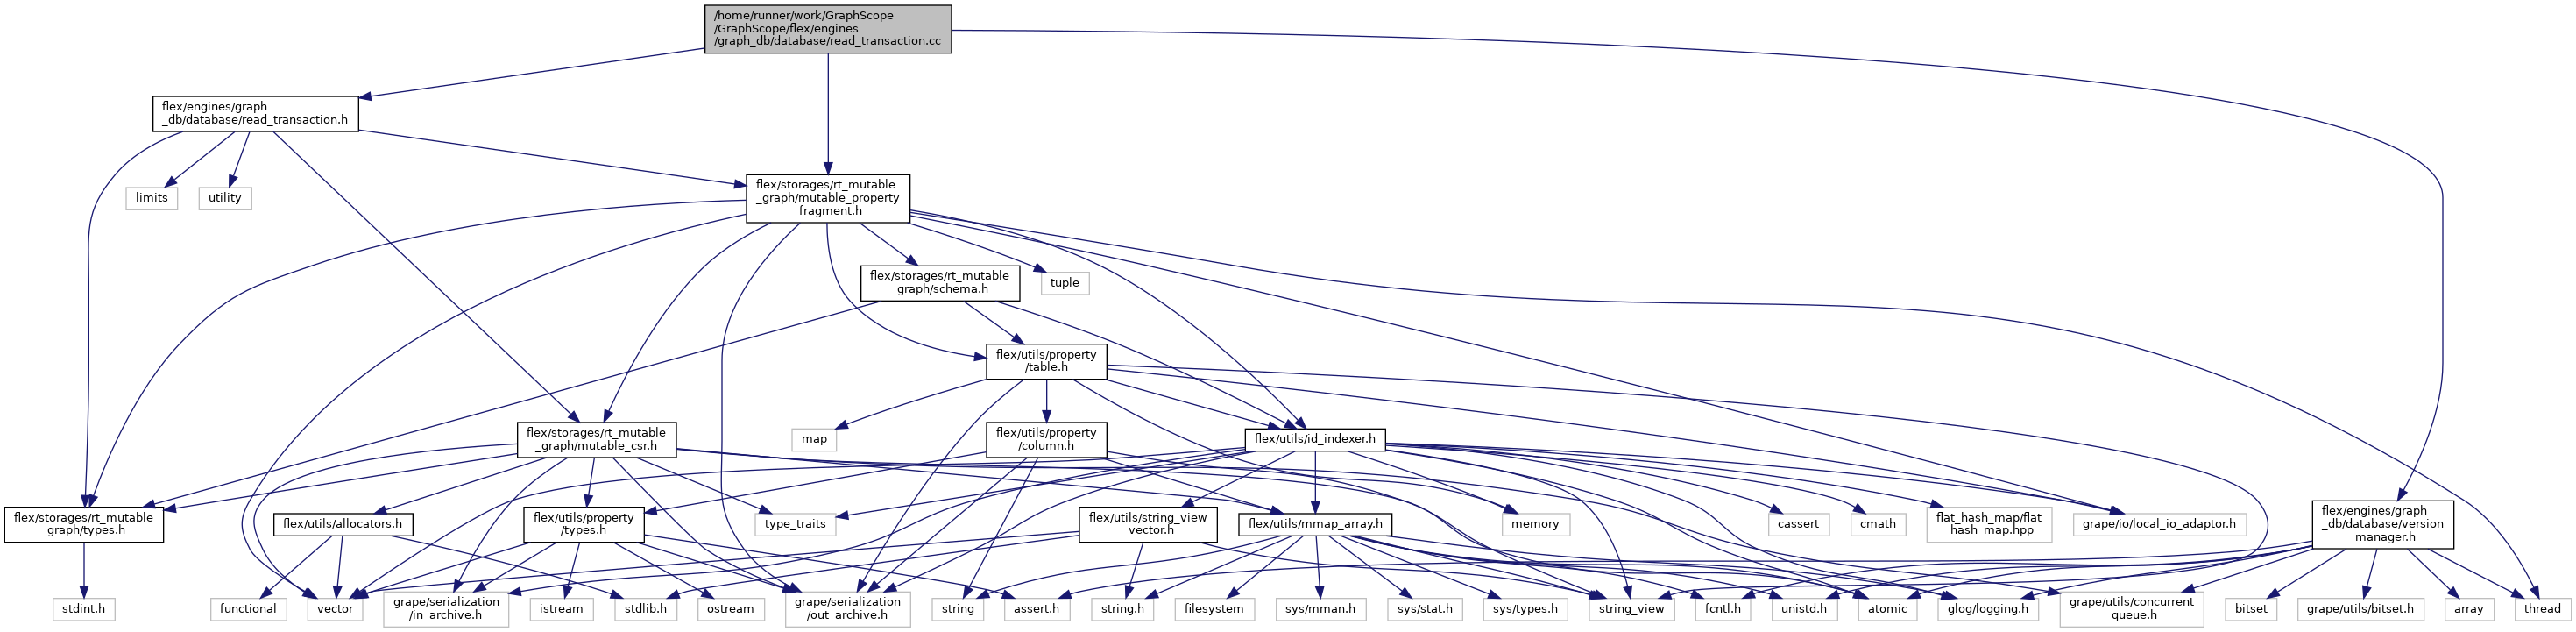 /home/runner/work/GraphScope
/GraphScope/flex/engines
/graph_db/database/read_transaction.cc
flex/engines/graph
_db/database/read_transaction.h
limits
utility
flex/storages/rt_mutable
_graph/mutable_property
_fragment.h
flex/storages/rt_mutable
_graph/schema.h
tuple
flex/utils/property
/table.h
flex/storages/rt_mutable
_graph/mutable_csr.h
map
flex/utils/property
/column.h
flex/utils/id_indexer.h
flex/storages/rt_mutable
_graph/types.h
flex/utils/allocators.h
flex/utils/property
/types.h
type_traits
flex/utils/string_view
_vector.h
flex/utils/mmap_array.h
memory
cassert
cmath
flat_hash_map/flat
_hash_map.hpp
grape/io/local_io_adaptor.h
flex/engines/graph
_db/database/version
_manager.h
stdint.h
functional
vector
grape/serialization
/in_archive.h
istream
stdlib.h
ostream
grape/serialization
/out_archive.h
string
assert.h
string.h
filesystem
sys/mman.h
sys/stat.h
sys/types.h
string_view
fcntl.h
unistd.h
atomic
glog/logging.h
grape/utils/concurrent
_queue.h
bitset
grape/utils/bitset.h
array
thread